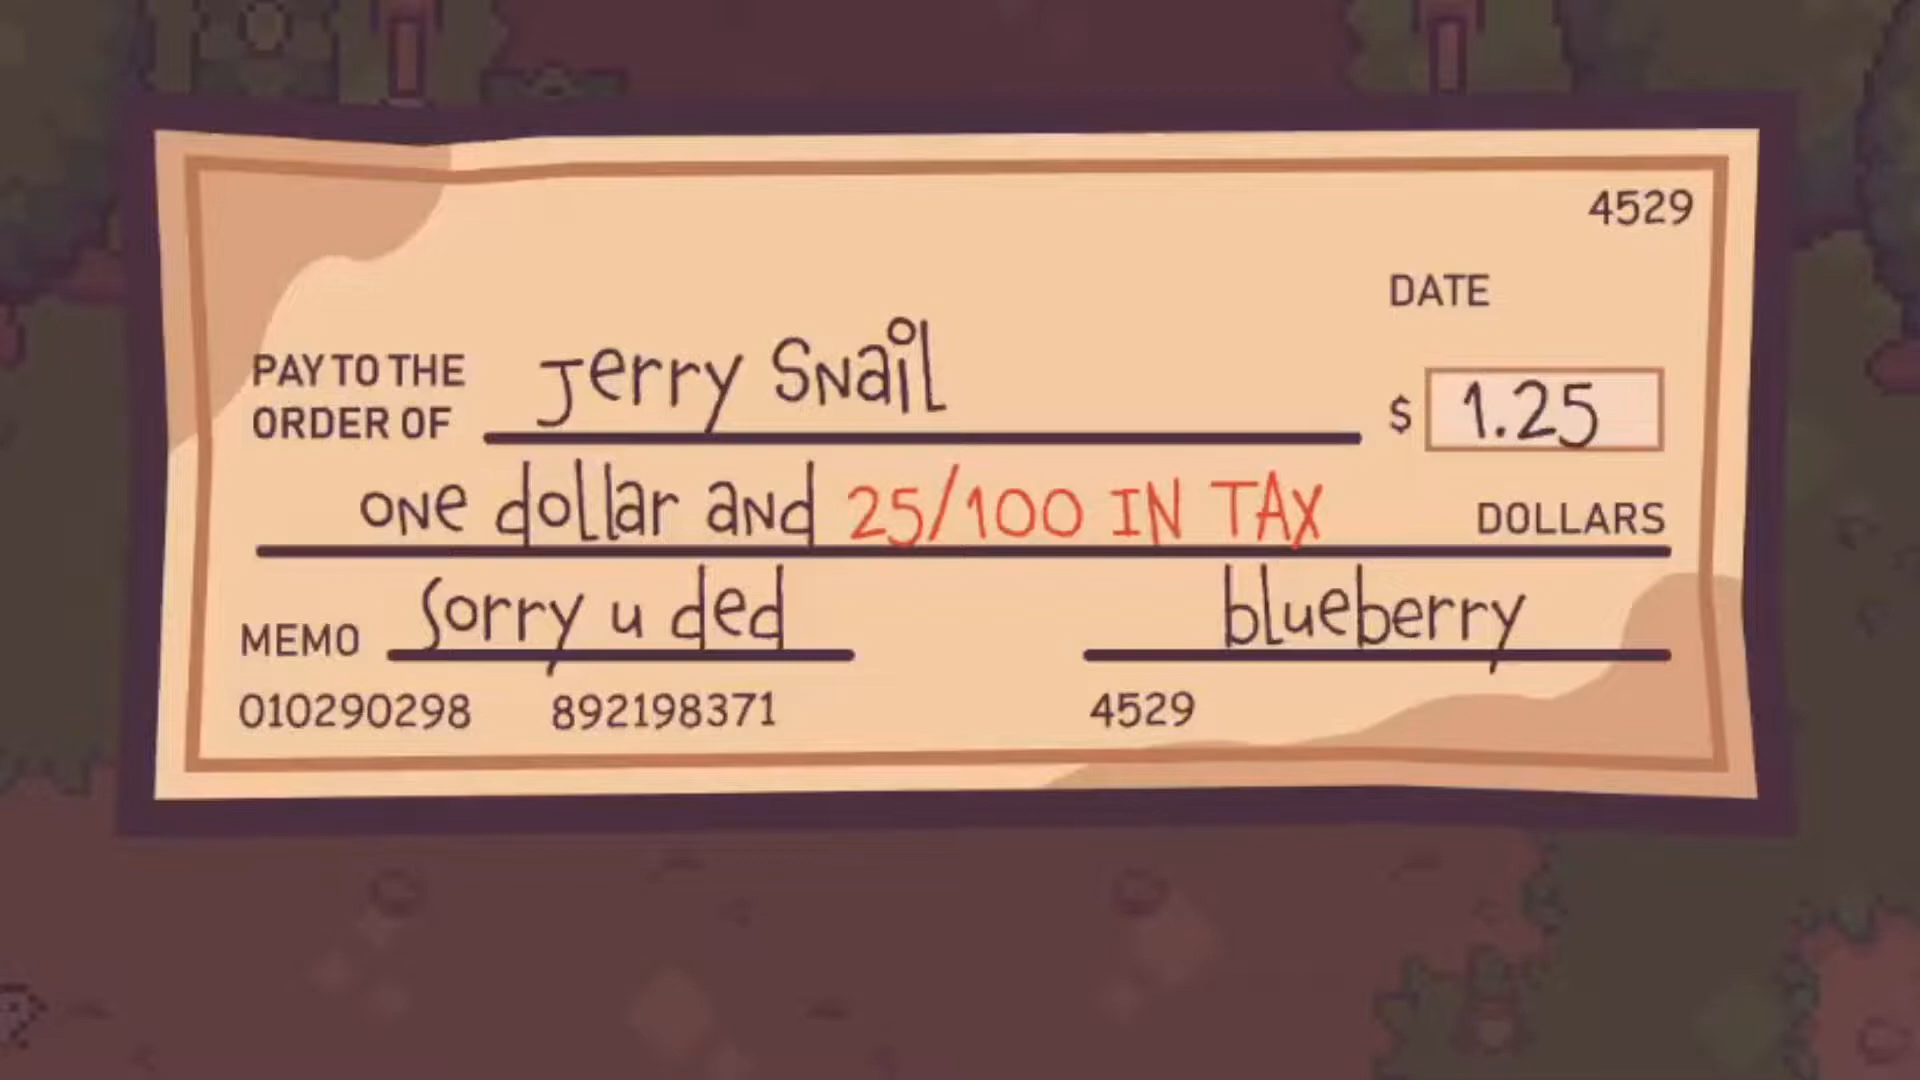 4529
DATE
PAY TO THE
ORDER OF Jerry Snail $ 1.25
one dollar and 25/100 IN TAX DOLLARS
MEMO sorry u ded blueberry
010290298 892198371 4529